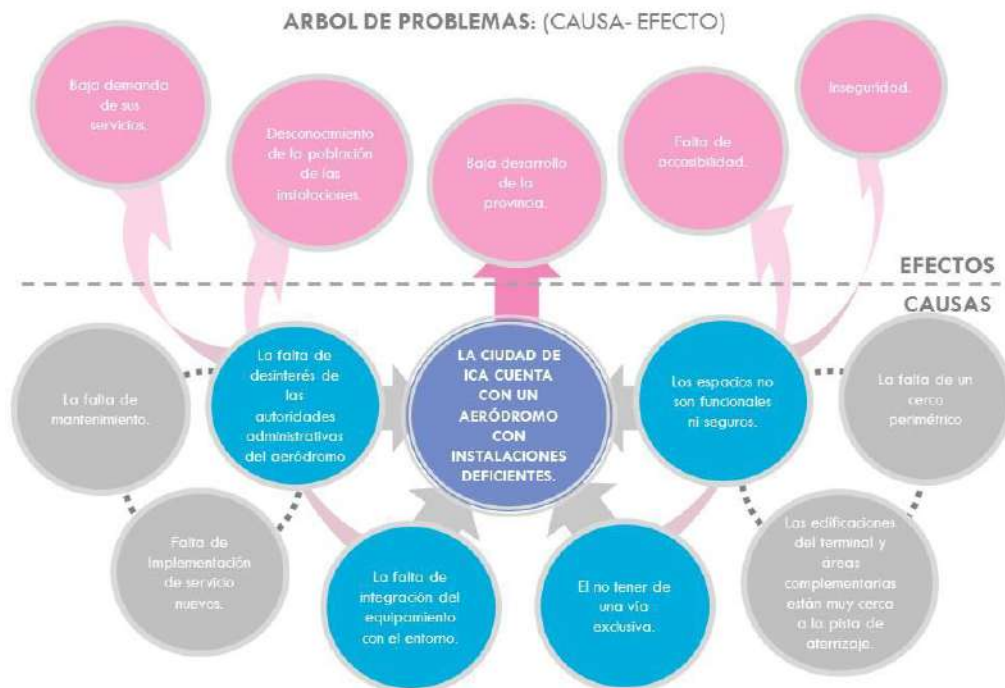 ARBOL DE PROBLEMAS: (CAUSA- EFECTO)
Baja demanda
de sus
servicios.
Desconocamiento
de la población
de las
instalaciones.
Baja desarrollo
de la
provincia.
Falta de
accasibilidad.
Inseguridad.
EFECTOS
CAUSAS
La falta de
mantenimiento.
La falta de
desinterés de
las
autoridades
administrativas
del aeródromo
LA CIUDAD DE
ICA CUENTA
CON UN
AERÓDROMO
CON
INSTALACIONES
DEFICIENTES.
Los espacios no
son funcionales
ni seguros.
La falta de un
cerco
perimétrico
Falta de
Implementación
de servicio
nuevos.
La falta de
integración del
equipamiento
con el entorno.
El no tener de
una vía
exclusiva.
Las edificaciones
del terminal y
áreas
complementarias
están muy cerca
a la pista de
aterrizaje.